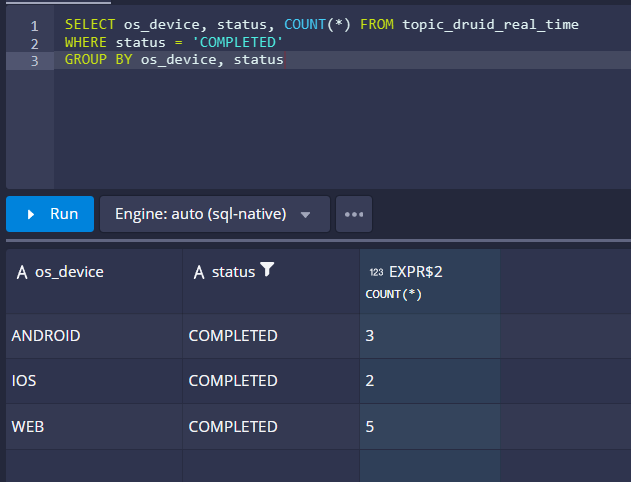 1 SELECT os_device, status, COUNT(*) FROM topic_druid_real_time
2 WHERE status = 'COMPLETED'
3 GROUP BY os_device, status
Run Engine: auto (sql-native)
A os_device A status 123 EXPR$2
COUNT(*)
ANDROID COMPLETED 3
IOS COMPLETED 2
WEB COMPLETED 5